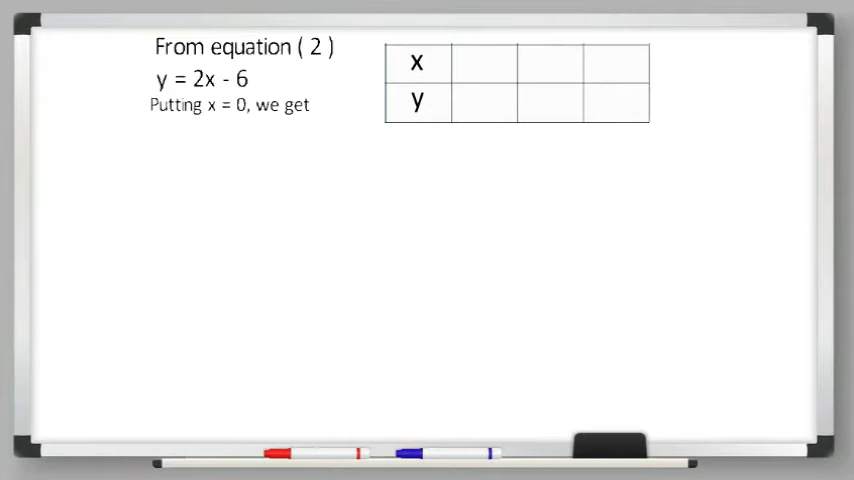 From equation ( 2 )
y = 2x - 6
Putting x = 0, we get
x
y